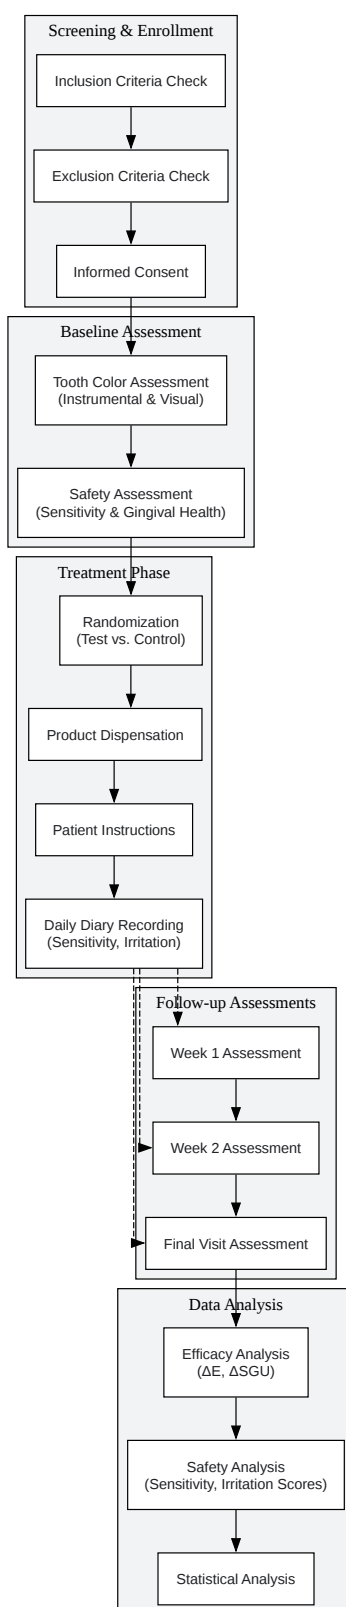 Screening & Enrollment
Inclusion Criteria Check
Exclusion Criteria Check
Informed Consent
Baseline Assessment
Tooth Color Assessment
(Instrumental & Visual)
Safety Assessment
(Sensitivity & Gingival Health)
Treatment Phase
Randomization
(Test vs. Control)
Product Dispensation
Patient Instructions
Daily Diary Recording
(Sensitivity, Irritation)
Follow-up Assessments
Week 1 Assessment
Week 2 Assessment
Final Visit Assessment
Data Analysis
Efficacy Analysis
(ΔE, ΔSGU)
Safety Analysis
(Sensitivity, Irritation Scores)
Statistical Analysis